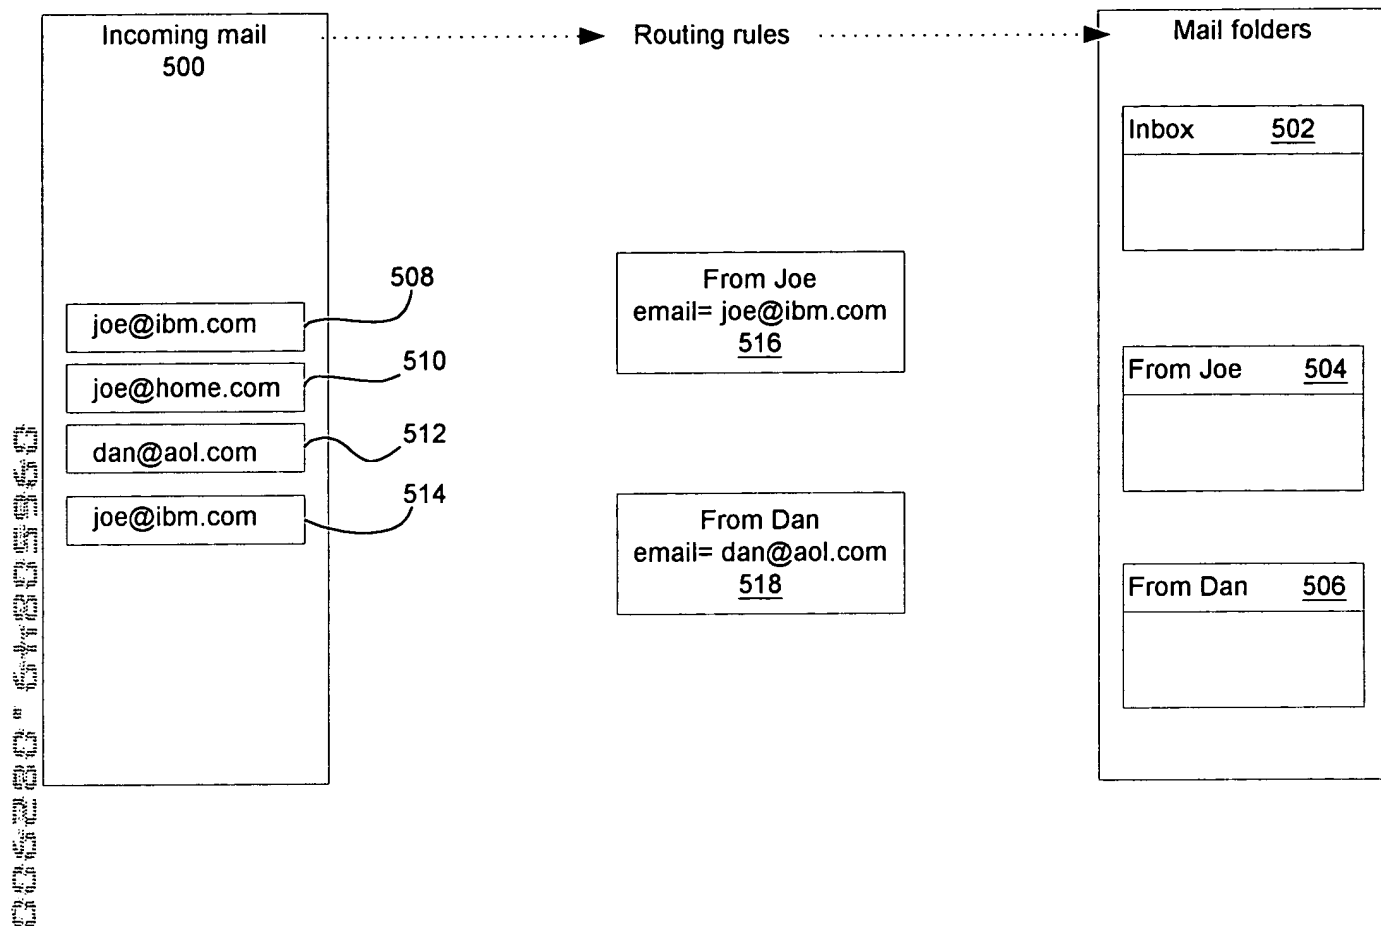 Incoming mail
500
Routing rules
Mail folders
Inbox 502
508
joe@ibm.com
510
joe@home.com
512
dan@aol.com
514
joe@ibm.com
From Joe
email= joe@ibm.com
516
From Dan
email= dan@aol.com
518
From Joe 504
From Dan 506